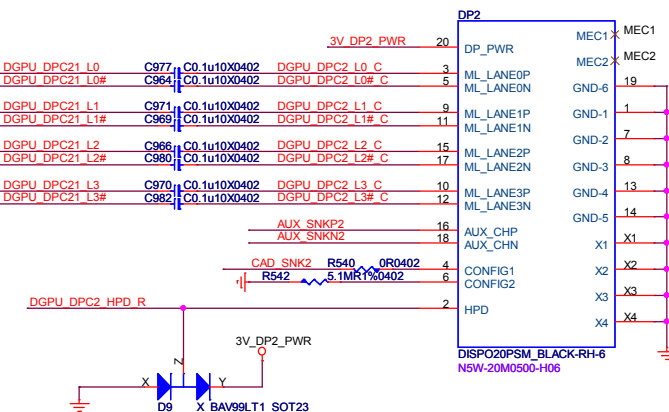 DP2
3V_DP2_PWR 20 DP_PWR MEC1 MEC1
MEC2 MEC2
DGPU_DPC21_L0 C977 C0.1u10X0402 DGPU_DPC2_L0_C 3 ML_LANE0P GND-6 19
DGPU_DPC21_L0# C964 C0.1u10X0402 DGPU_DPC2_L0#_C 5 ML_LANE0N
DGPU_DPC21_L1 C971 C0.1u10X0402 DGPU_DPC2_L1_C 9 ML_LANE1P GND-1 1
DGPU_DPC21_L1# C969 C0.1u10X0402 DGPU_DPC2_L1#_C 11 ML_LANE1N
GND-2 7
DGPU_DPC21_L2 C966 C0.1u10X0402 DGPU_DPC2_L2_C 15 ML_LANE2P
DGPU_DPC21_L2# C980 C0.1u10X0402 DGPU_DPC2_L2#_C 17 ML_LANE2N GND-3 8
DGPU_DPC21_L3 C970 C0.1u10X0402 DGPU_DPC2_L3_C 10 ML_LANE3P GND-4 13
DGPU_DPC21_L3# C982 C0.1u10X0402 DGPU_DPC2_L3#_C 12 ML_LANE3N
GND-5 14
AUX_SNKP2 16 AUX_CHP
AUX_SNKN2 18 AUX_CHN X1 X1
CAD_SNK2 R540 0R0402 4 CONFIG1 X2 X2
R542 5.1MR1%0402 6 CONFIG2
X3 X3
DGPU_DPC2_HPD_R 2 HPD
X4 X4
3V_DP2_PWR
DISPO20PSM_BLACK-RH-6
N5W-20M0500-H06
Z
X Y
D9 X_BAV99LT1_SOT23